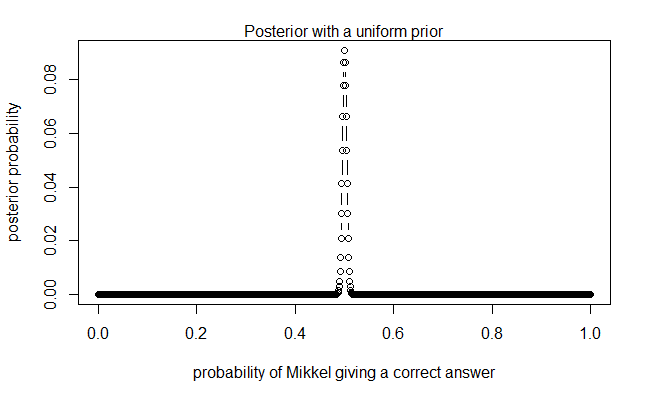 Posterior with a uniform prior
posterior probability
0.08
0.06
0.04
0.02
0.00
0.0 0.2 0.4 0.6 0.8 1.0
probability of Mikkel giving a correct answer